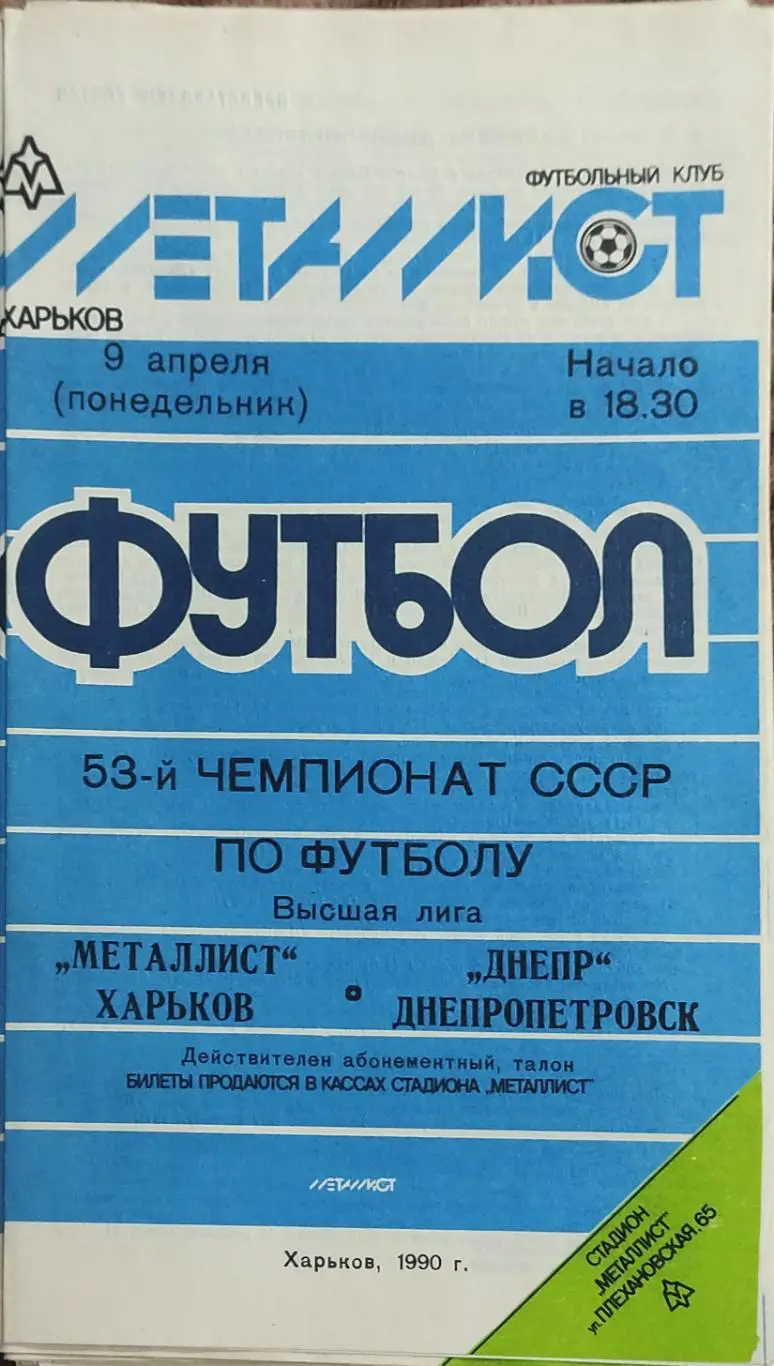 ФУТБОЛЬНЫЙ КЛУБ
МЕТАЛЛИСТ
ХАРЬКОВ
9 апреля
(понедельник)
Начало
в 18.30
ФУТБОЛ
53-й ЧЕМПИОНАТ СССР
ПО ФУТБОЛУ
Высшая лига
„МЕТАЛЛИСТ“
ХАРЬКОВ
„ДНЕПР“
ДНЕПРОПЕТРОВСК
Действителен абонементный, талон
БИЛЕТЫ ПРОДАЮТСЯ В КАССАХ СТАДИОНА „МЕТАЛЛИСТ“
МЕТАЛЛИСТ
СТАДИОН
„МЕТАЛЛИСТ“
ул. ПЛЕХАНОВСКАЯ, 65
Харьков, 1990 г.